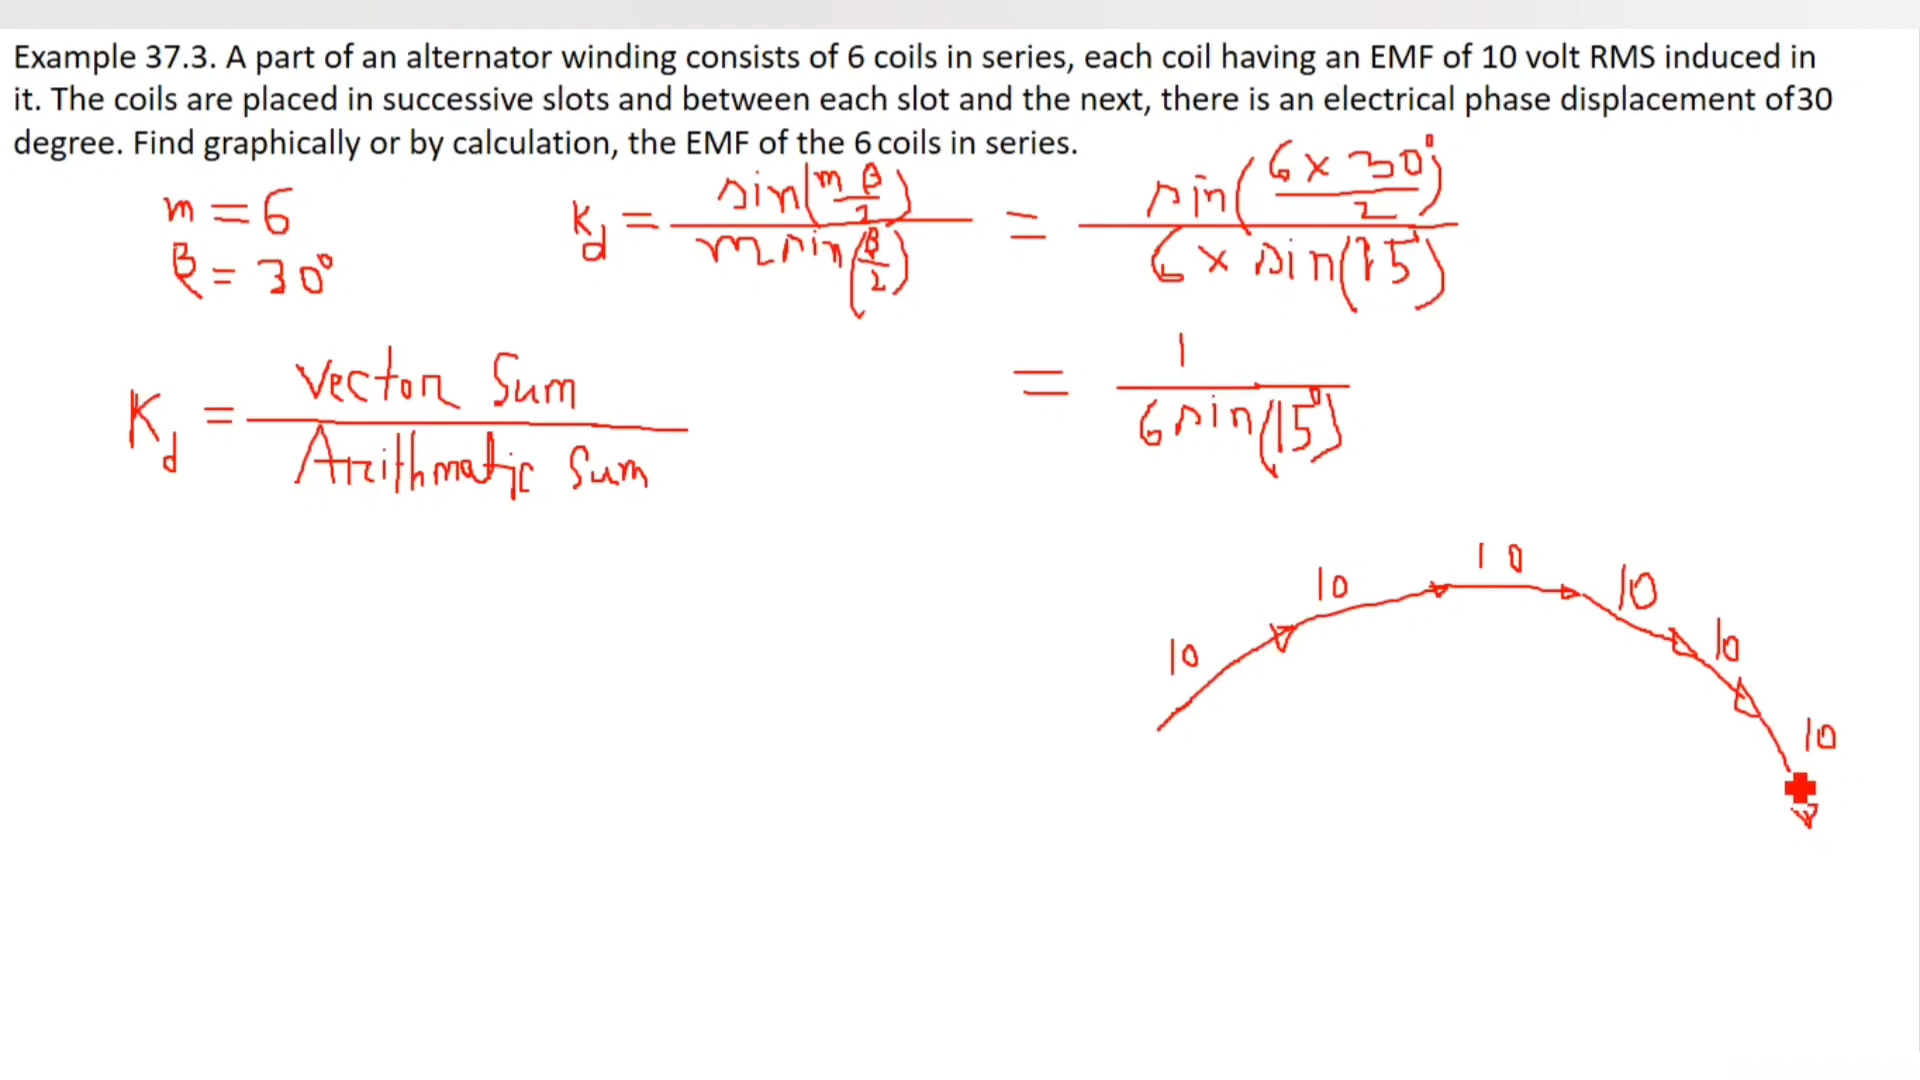 Example 37.3. A part of an alternator winding consists of 6 coils in series, each coil having an EMF of 10 volt RMS induced in
it. The coils are placed in successive slots and between each slot and the next, there is an electrical phase displacement of30
degree. Find graphically or by calculation, the EMF of the 6 coils in series.
m = 6
β = 30°
Kd = sin(mβ/2) / m sin(β/2) = sin(6 × 30°/2) / 6 × sin(15°)
= 1 / 6 sin(15°)
Kd = Vector Sum / Arithmatic Sum
10
10
10
10
10
10